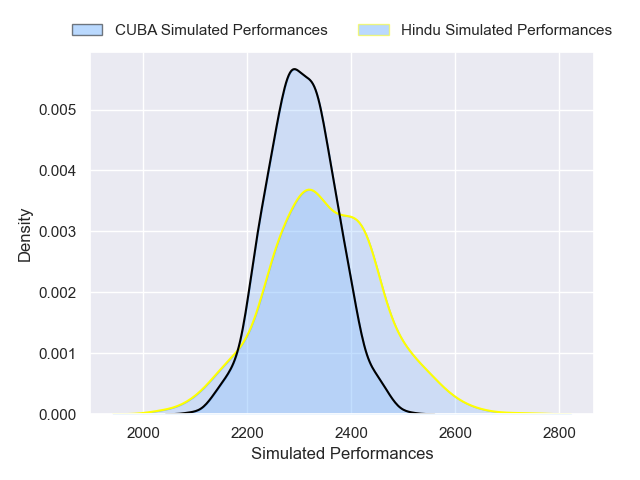 CUBA Simulated Performances
Hindu Simulated Performances
Density
0.005
0.004
0.003
0.002
0.001
0.000
2000 2200 2400 2600 2800
Simulated Performances